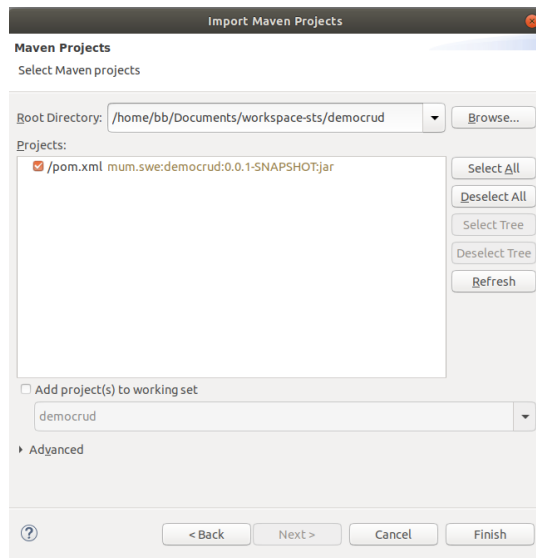 Import Maven Projects
Maven Projects
Select Maven projects
Root Directory: /home/bb/Documents/workspace-sts/democrud Browse...
Projects:
/pom.xml mum.swe:democrud:0.0.1-SNAPSHOT:jar
Select All
Deselect All
Select Tree
Deselect Tree
Refresh
Add project(s) to working set
democrud
Advanced
? < Back Next > Cancel Finish